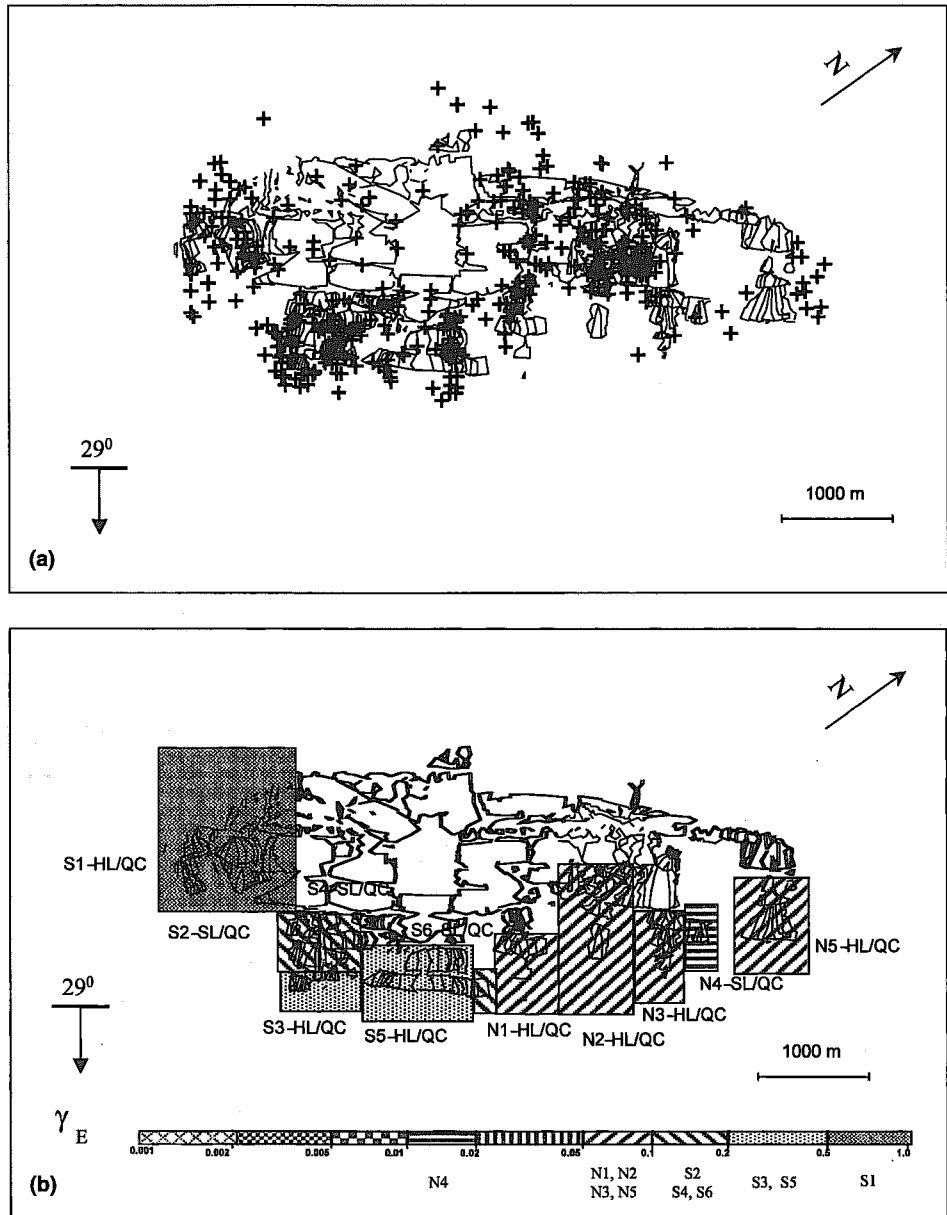 N
29⁰
1000 m
(a)
N
S1-HL/QC
S4-SL/QC
S2-SL/QC
S6-SL/QC
N5-HL/QC
N4-SL/QC
29⁰
N3-HL/QC
S3-HL/QC
S5-HL/QC
N1-HL/QC
N2-HL/QC
1000 m
γ E
0.001 0.002 0.005 0.01 0.02 0.05 0.1 0.2 0.5 1.0
N4 N1, N2 S2 S3, S5 S1
N3, N5 S4, S6
(b)